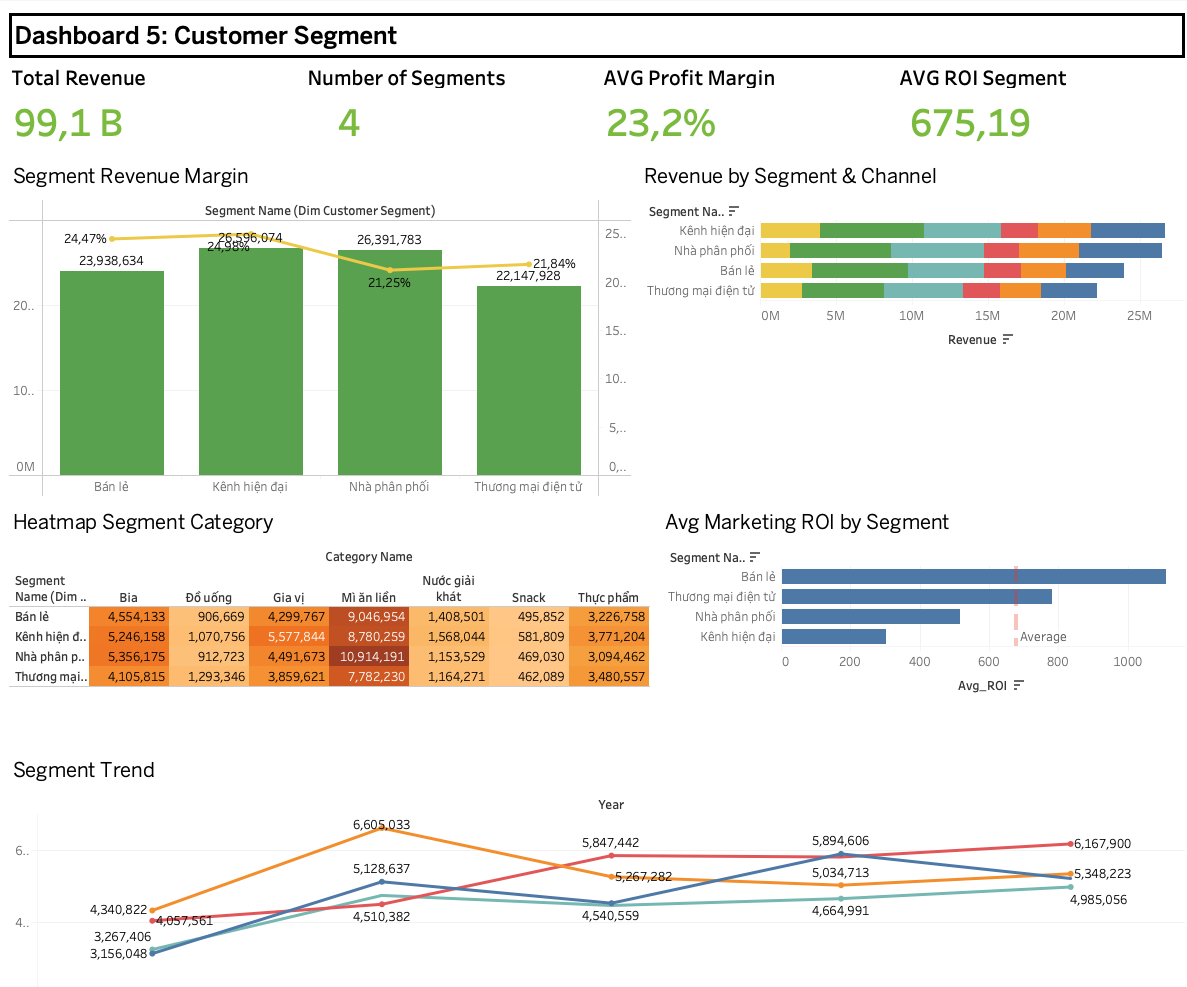 Dashboard 5: Customer Segment
Total Revenue
Number of Segments
AVG Profit Margin
AVG ROI Segment
99,1 B
4
23,2%
675,19
Segment Revenue Margin
Segment Name (Dim Customer Segment)
24,47%
23,938,634
26,596,074
24,98%
26,391,783
21,25%
21,84%
22,147,928
20..
10..
0M
25..
20..
15..
10..
5,..
0,..
Bán lẻ
Kênh hiện đại
Nhà phân phối
Thương mại điện tử
Revenue by Segment & Channel
Segment Na..
Kênh hiện đại
Nhà phân phối
Bán lẻ
Thương mại điện tử
0M 5M 10M 15M 20M 25M
Revenue
Heatmap Segment Category
Category Name
Segment
Name (Dim .. Bia Đồ uống Gia vị Mì ăn liền Nước giải
khát Snack Thực phẩm
Bán lẻ 4,554,133 906,669 4,299,767 9,046,954 1,408,501 495,852 3,226,758
Kênh hiện đ.. 5,246,158 1,070,756 5,577,844 8,780,259 1,568,044 581,809 3,771,204
Nhà phân p.. 5,356,175 912,723 4,491,673 10,914,191 1,153,529 469,030 3,094,462
Thương mại.. 4,105,815 1,293,346 3,859,621 7,782,230 1,164,271 462,089 3,480,557
Avg Marketing ROI by Segment
Segment Na..
Bán lẻ
Thương mại điện tử
Nhà phân phối
Kênh hiện đại
Average
0 200 400 600 800 1000
Avg_ROI
Segment Trend
Year
6..
4..
4,340,822
4,057,561
3,267,406
3,156,048
6,605,033
5,128,637
4,510,382
5,847,442
5,267,282
4,540,559
5,894,606
5,034,713
4,664,991
6,167,900
5,348,223
4,985,056